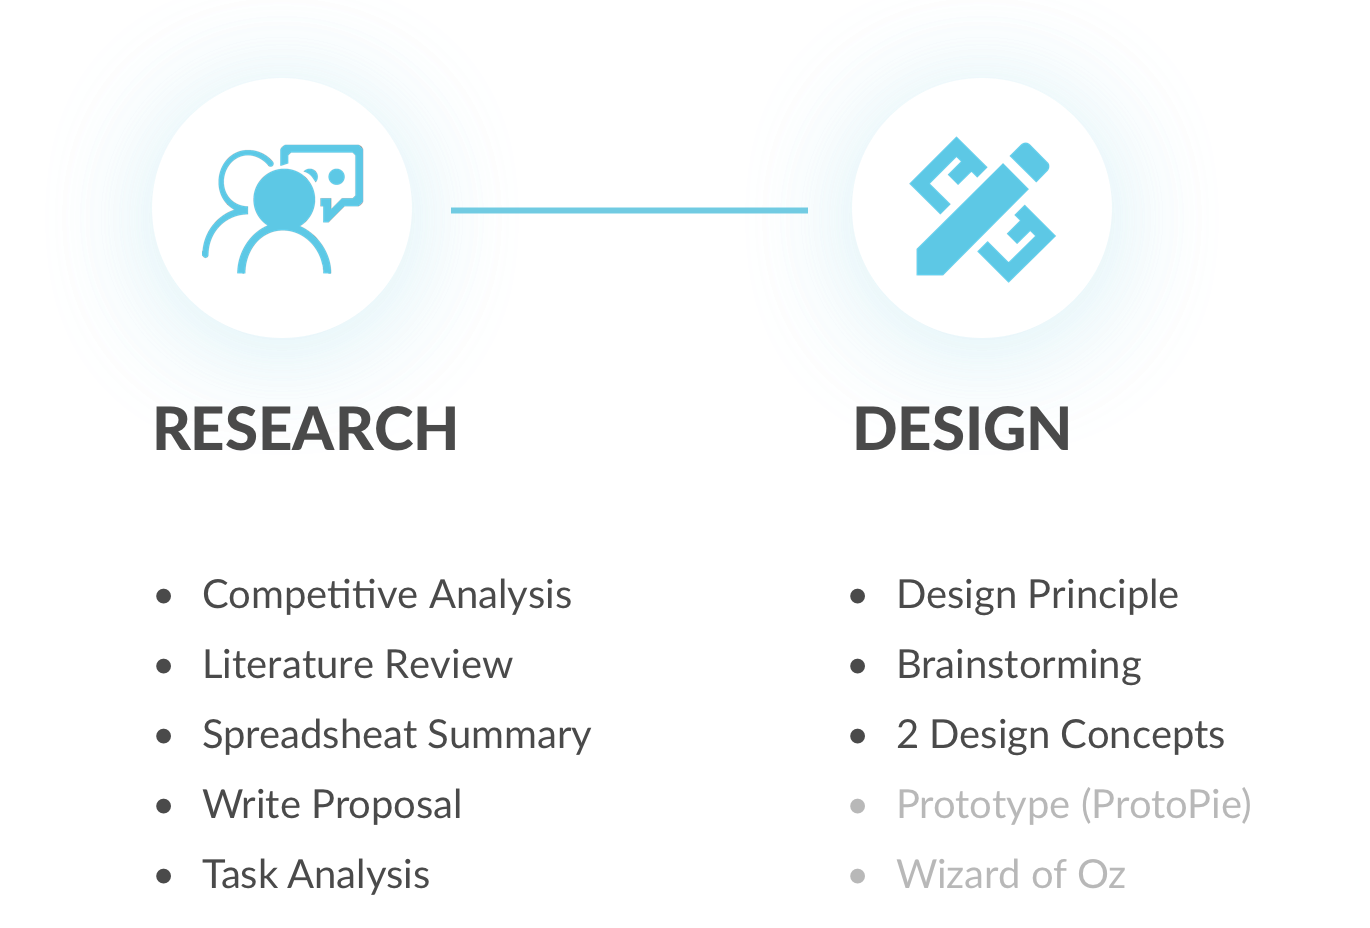 RESEARCH
• Competitive Analysis
• Literature Review
• Spreadsheat Summary
• Write Proposal
• Task Analysis
DESIGN
• Design Principle
• Brainstorming
• 2 Design Concepts
• Prototype (ProtoPie)
• Wizard of Oz